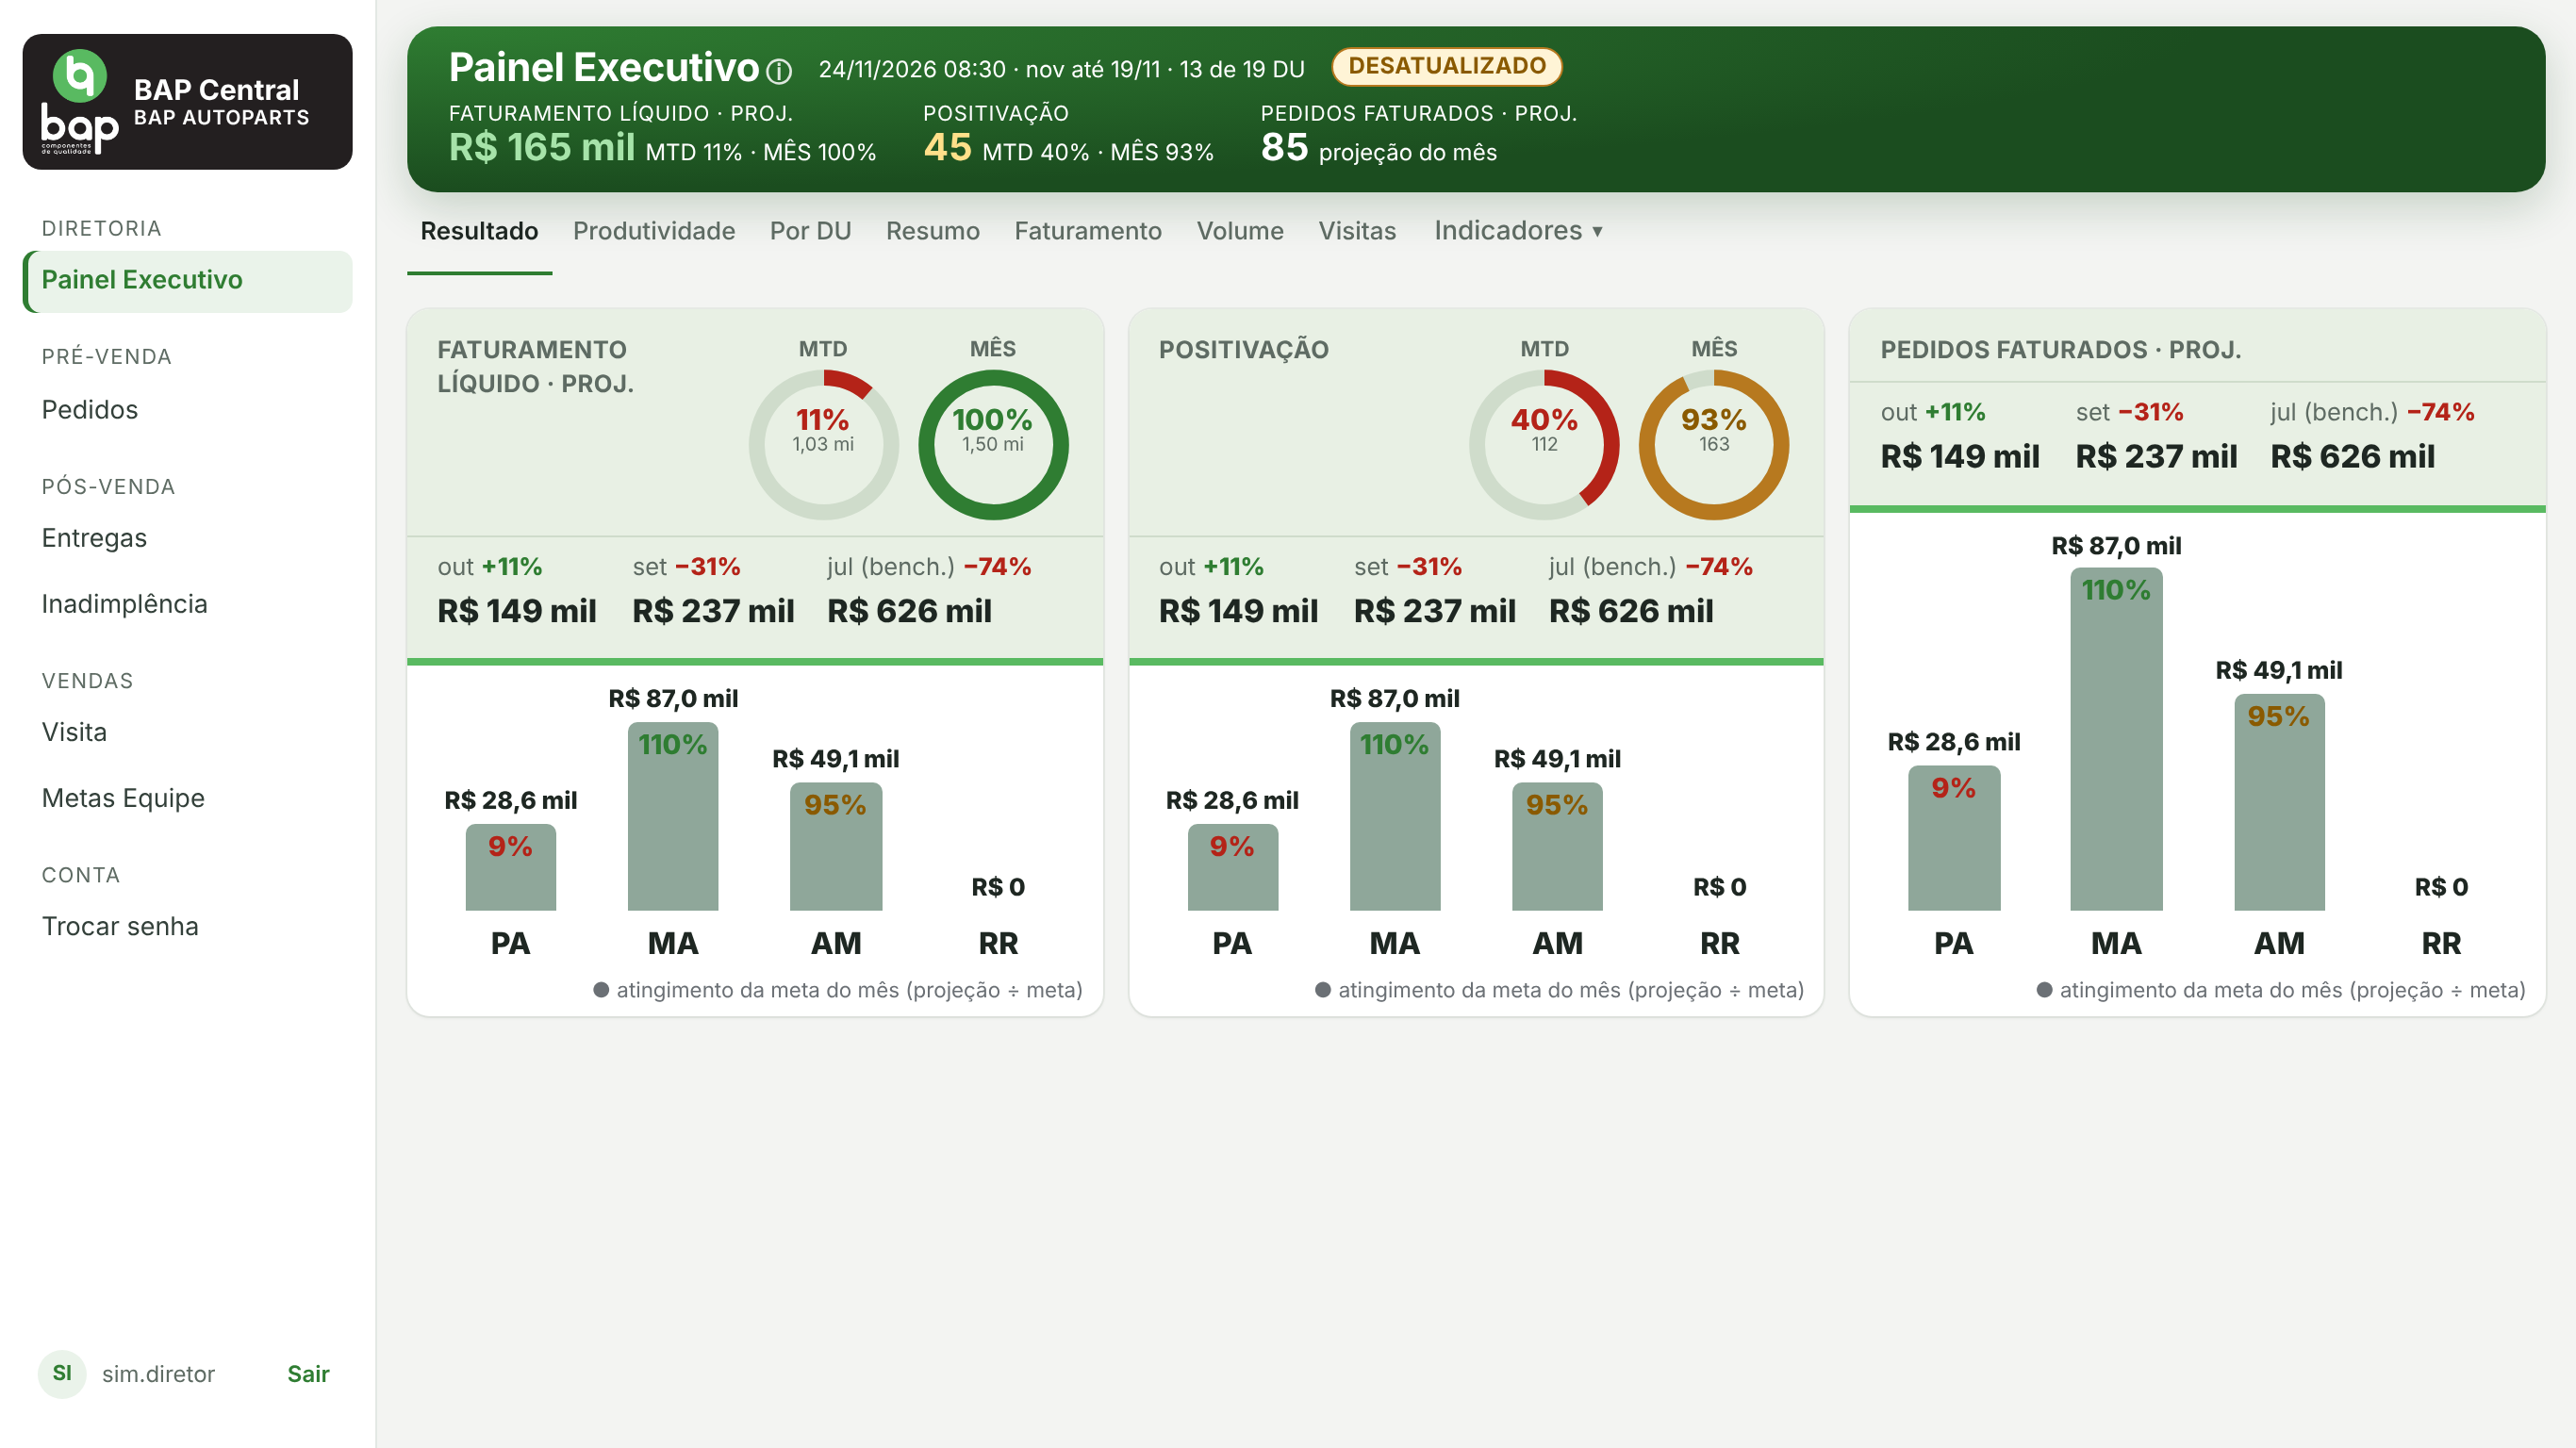 bap
componentes
de qualidade
BAP Central
BAP AUTOPARTS
DIRETORIA
Painel Executivo
PRÉ-VENDA
Pedidos
PÓS-VENDA
Entregas
Inadimplência
VENDAS
Visita
Metas Equipe
CONTA
Trocar senha
SI sim.diretor Sair
Painel Executivo ⓘ 24/11/2026 08:30 · nov até 19/11 · 13 de 19 DU DESATUALIZADO
FATURAMENTO LÍQUIDO · PROJ. POSITIVAÇÃO PEDIDOS FATURADOS · PROJ.
R$ 165 mil MTD 11% · MÊS 100% 45 MTD 40% · MÊS 93% 85 projeção do mês
Resultado Produtividade Por DU Resumo Faturamento Volume Visitas Indicadores ▾
FATURAMENTO
LÍQUIDO · PROJ.
MTD MÊS
11% 100%
1,03 mi 1,50 mi
out +11% set −31% jul (bench.) −74%
R$ 149 mil R$ 237 mil R$ 626 mil
R$ 87,0 mil
110%
R$ 49,1 mil
R$ 28,6 mil 95%
9%
R$ 0
PA MA AM RR
● atingimento da meta do mês (projeção ÷ meta)
POSITIVAÇÃO
MTD MÊS
40% 93%
112 163
out +11% set −31% jul (bench.) −74%
R$ 149 mil R$ 237 mil R$ 626 mil
R$ 87,0 mil
110%
R$ 49,1 mil
R$ 28,6 mil 95%
9%
R$ 0
PA MA AM RR
● atingimento da meta do mês (projeção ÷ meta)
PEDIDOS FATURADOS · PROJ.
out +11% set −31% jul (bench.) −74%
R$ 149 mil R$ 237 mil R$ 626 mil
R$ 87,0 mil
110%
R$ 49,1 mil
95%
R$ 28,6 mil
9%
R$ 0
PA MA AM RR
● atingimento da meta do mês (projeção ÷ meta)